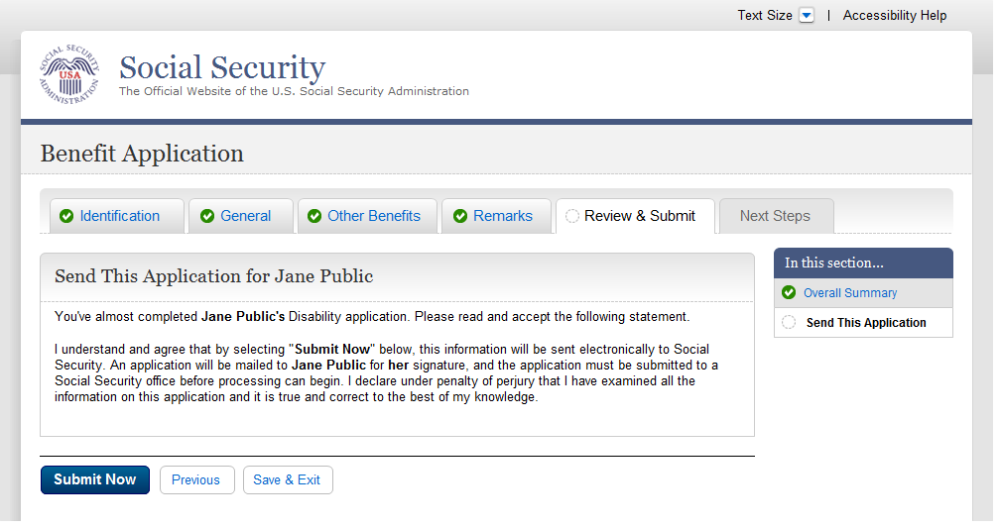 Text Size | Accessibility Help
SOCIAL SECURITY ADMINISTRATION
USA
Social Security
The Official Website of the U.S. Social Security Administration
Benefit Application
Identification General Other Benefits Remarks Review & Submit Next Steps
Send This Application for Jane Public
You've almost completed Jane Public's Disability application. Please read and accept the following statement.
I understand and agree that by selecting "Submit Now" below, this information will be sent electronically to Social
Security. An application will be mailed to Jane Public for her signature, and the application must be submitted to a
Social Security office before processing can begin. I declare under penalty of perjury that I have examined all the
information on this application and it is true and correct to the best of my knowledge.
In this section...
Overall Summary
Send This Application
Submit Now Previous Save & Exit